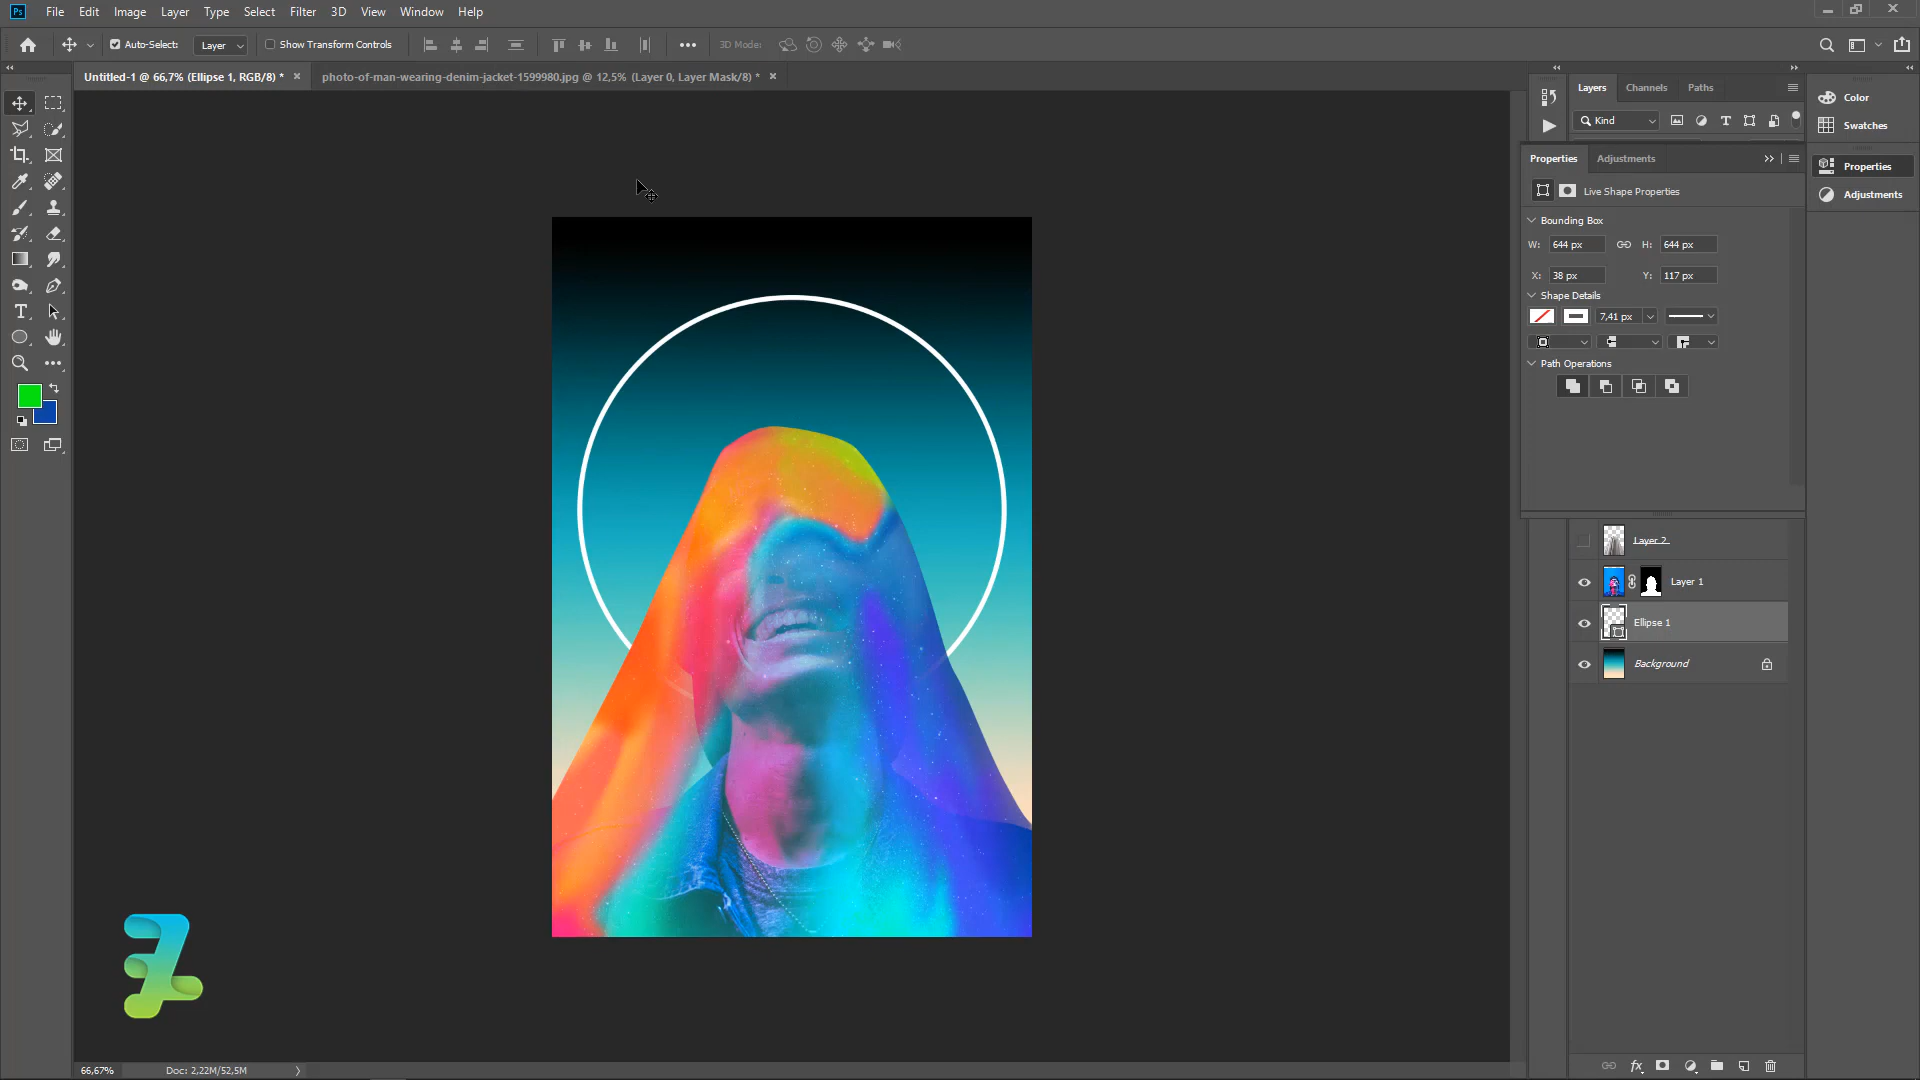 Ps File Edit Image Layer Type Select Filter 3D View Window Help
Auto-Select: Layer Show Transform Controls 3D Mode:
Untitled-1 @ 66,7% (Ellipse 1, RGB/8) * photo-of-man-wearing-denim-jacket-1599980.jpg @ 12,5% (Layer 0, Layer Mask/8) *
Layers Channels Paths
Color
Kind
Swatches
Properties Adjustments
Properties
Live Shape Properties
Adjustments
Bounding Box
W: 644 px H: 644 px
X: 38 px Y: 117 px
Shape Details
7,41 px
Path Operations
Layer 2
Layer 1
Ellipse 1
Background
66,67% Doc: 2,22M/52,5M
fx